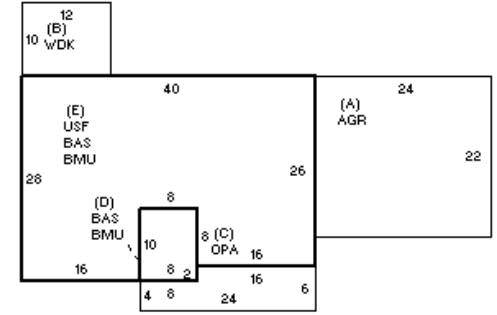 12
10 (B)
WDK
40
24
(A)
AGR
(E)
USF
BAS
BMU
22
26
28
(D)
BAS
BMU
8
10
8 (C)
OPA
16
16
8 2
16
4 8
24
6